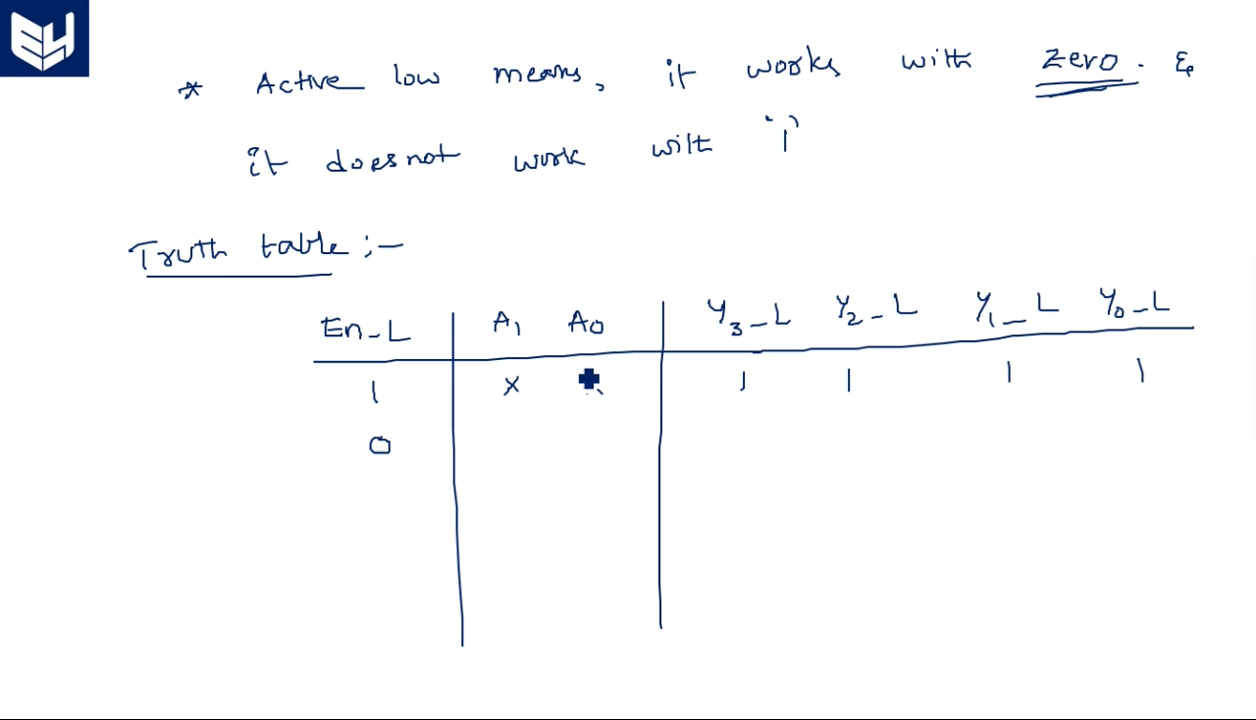 EY
* Active low means, it works with Zero. &
it does not work with '1'
Truth table :-
En_L A1 A0 Y3_L Y2_L Y1_L Y0_L
1 x 1 1 1 1
0